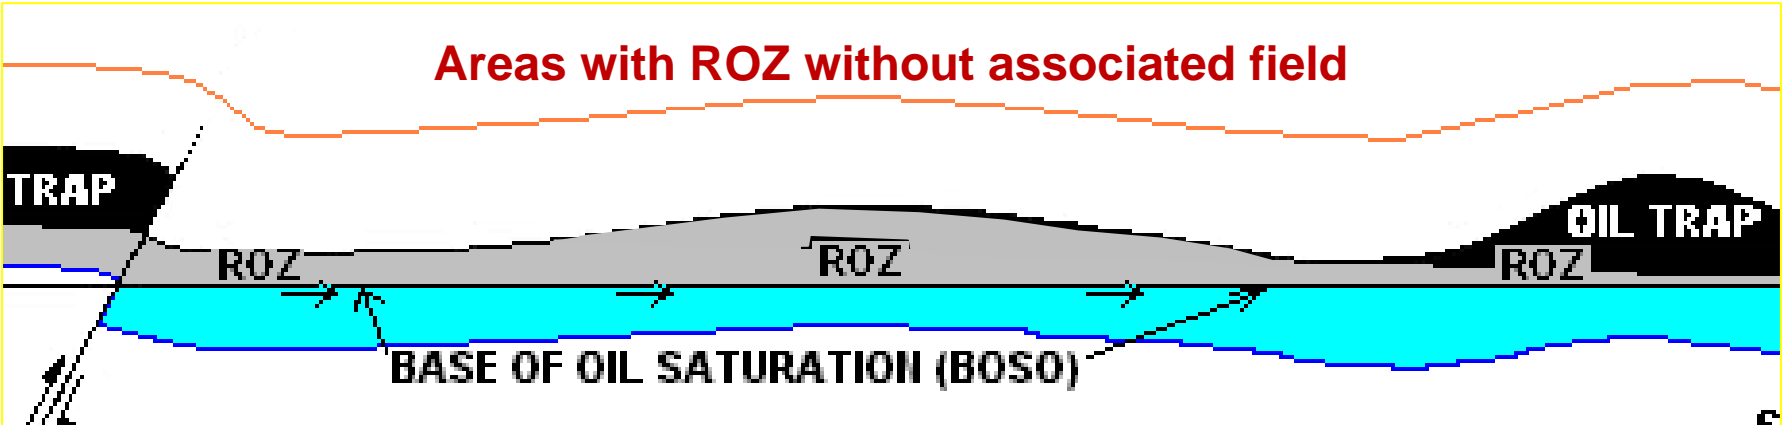 Areas with ROZ without associated field
TRAP
OIL TRAP
ROZ
ROZ
ROZ
BASE OF OIL SATURATION (BOSO)